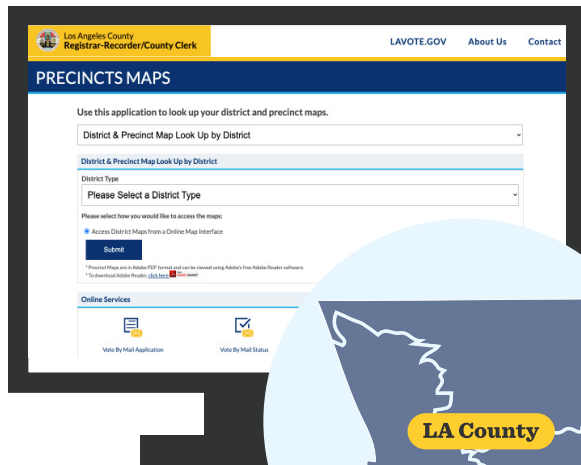 Los Angeles County
Registrar-Recorder/County Clerk
LAVOTE.GOV About Us Contact
PRECINCTS MAPS
Use this application to look up your district and precinct maps.
District & Precinct Map Look Up by District
District & Precinct Map Look Up by District
District Type
Please Select a District Type
Please select how you would like to access the maps:
Access District Maps from a Online Map Interface
Submit
* Precinct Maps are in Adobe PDF format and can be viewed using Adobe's free Adobe Reader software.
* To download Adobe Reader, click here
Online Services
Vote By Mail Application Vote By Mail Status
LA County